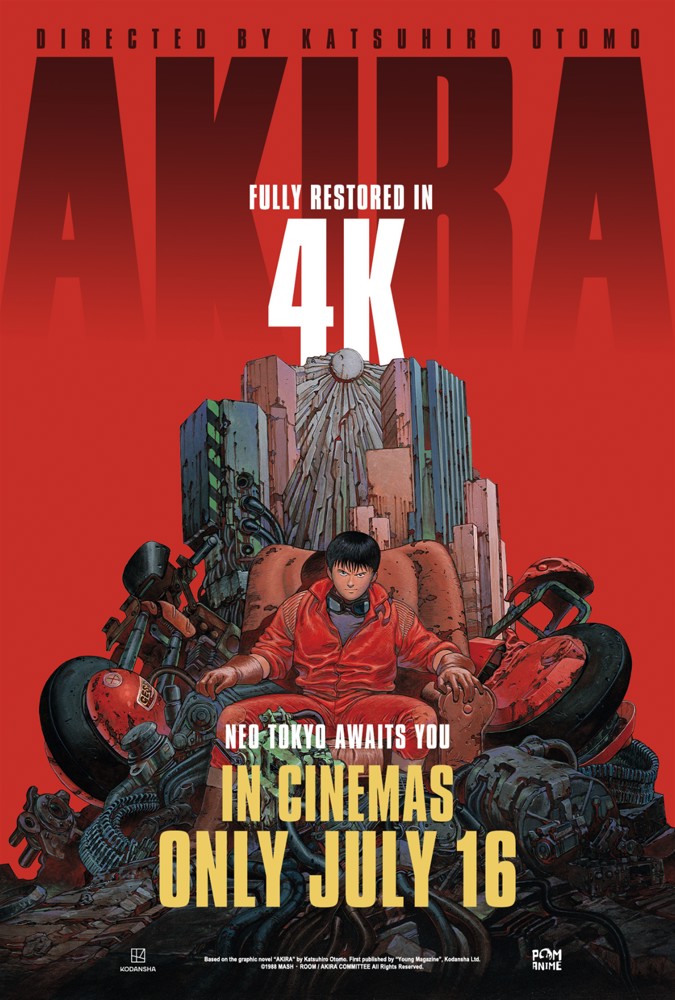 DIRECTED BY KATSUHIRO OTOMO
AKIRA
FULLY RESTORED IN
4K
NEO TOKYO AWAITS YOU
IN CINEMAS
ONLY JULY 16
KODANSHA
Based on the graphic novel "AKIRA" by Katsuhiro Otomo. First published by "Young Magazine", Kodansha Ltd.
©1988 MASH · ROOM / AKIRA COMMITTEE All Rights Reserved.
POM
ANIME